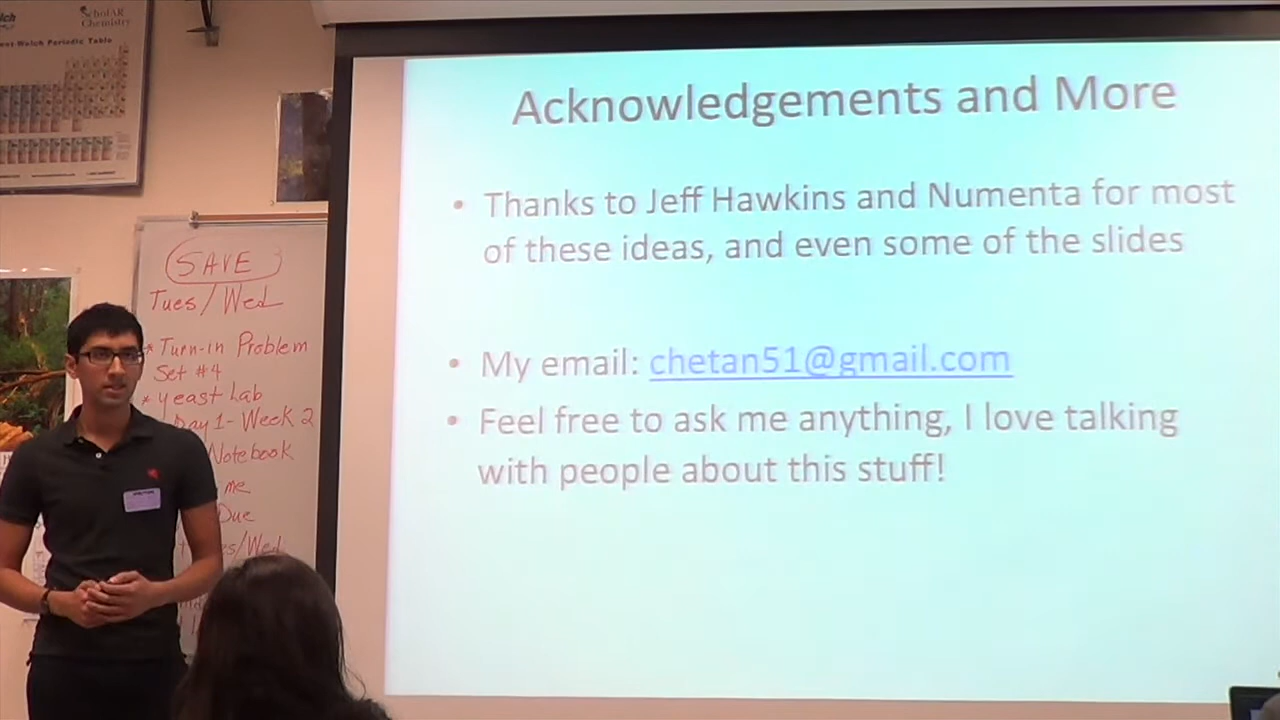 ScholAR
Chemistry
Periodic Table
SAVE
Tues/Wed
* Turn-in Problem
Set #4
* Yeast Lab
Day 1- Week 2
Notebook
me
Due
es/Wed
Acknowledgements and More
• Thanks to Jeff Hawkins and Numenta for most
of these ideas, and even some of the slides
• My email: chetan51@gmail.com
• Feel free to ask me anything, I love talking
with people about this stuff!